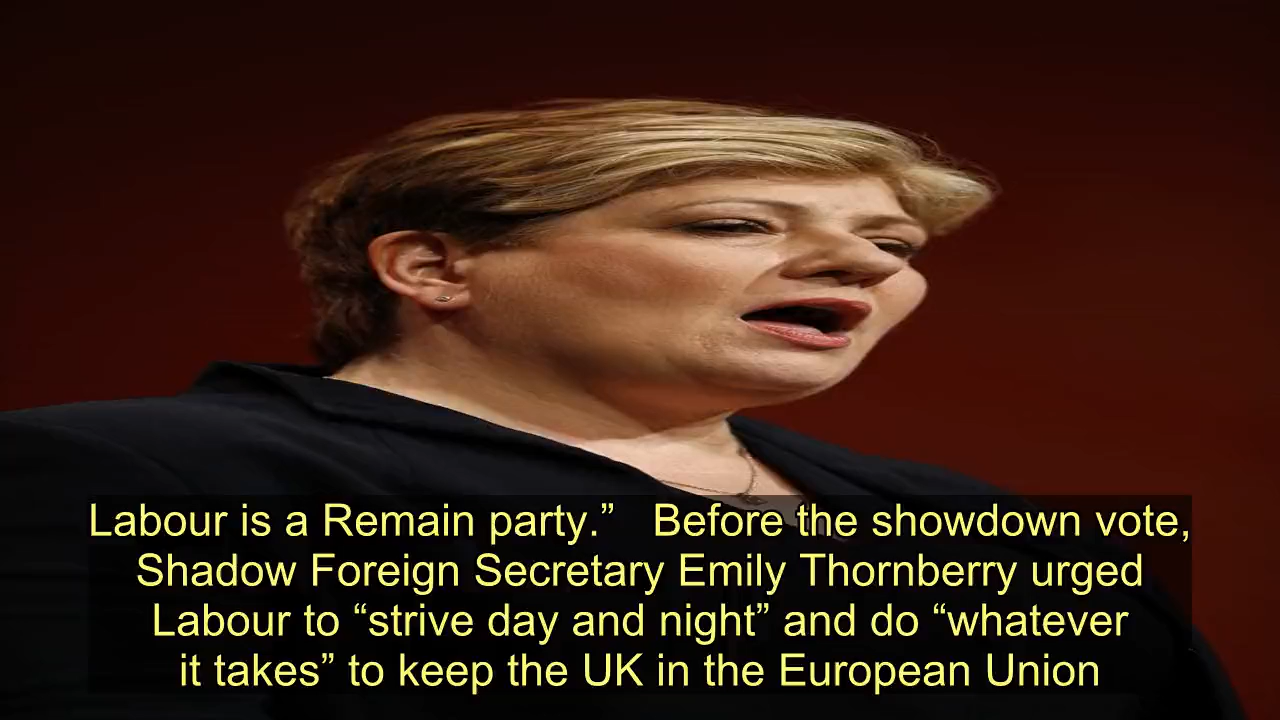 Labour is a Remain party.”   Before the showdown vote,
Shadow Foreign Secretary Emily Thornberry urged
Labour to “strive day and night” and do “whatever
it takes” to keep the UK in the European Union